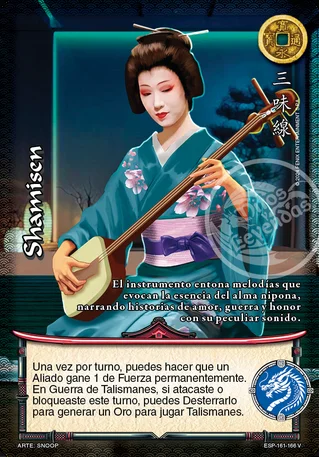 三味線
Shamisen
© 2024 FENIX ENTERTAINMENT
El instrumento entona melodías que
evocan la esencia del alma nipona,
narrando historias de amor, guerra y honor
con su peculiar sonido.
Una vez por turno, puedes hacer que un
Aliado gane 1 de Fuerza permanentemente.
En Guerra de Talismanes, si atacaste o
bloqueaste este turno, puedes Desterrarlo
para generar un Oro para jugar Talismanes.
ARTE: SNOOP
ESP-161-166 V